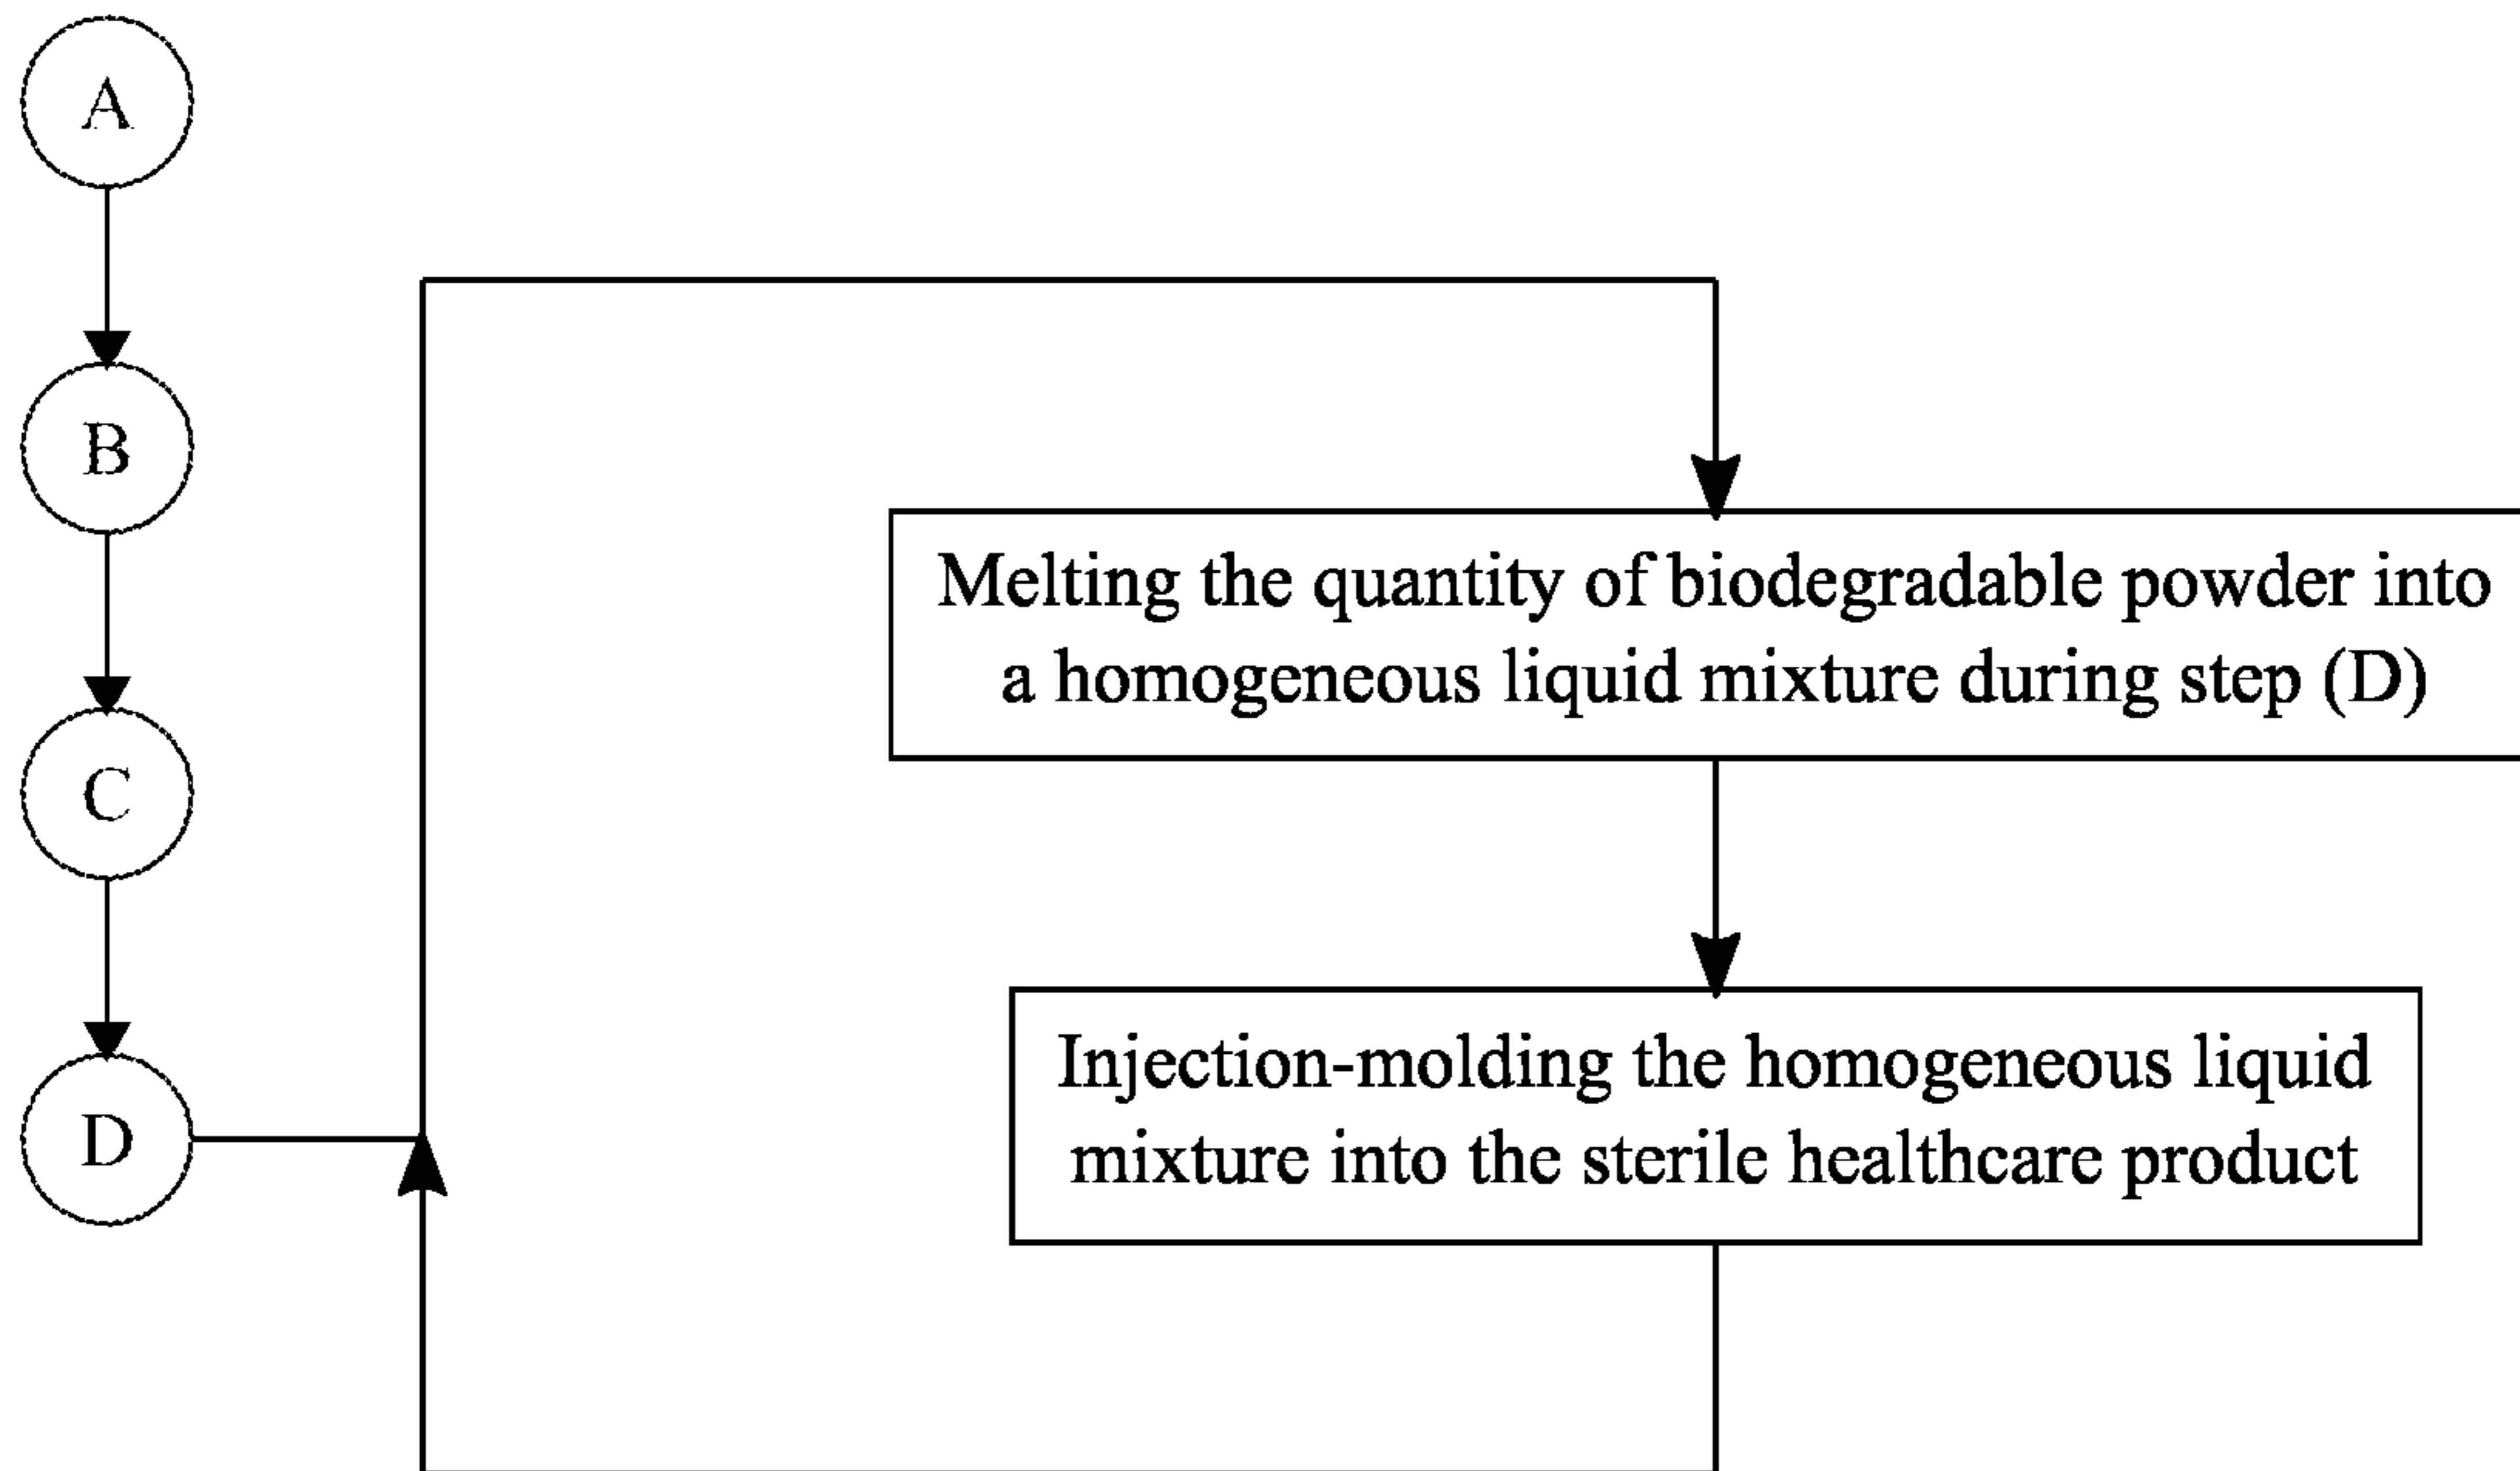 A
B
C
D
Melting the quantity of biodegradable powder into
a homogeneous liquid mixture during step (D)
Injection-molding the homogeneous liquid
mixture into the sterile healthcare product